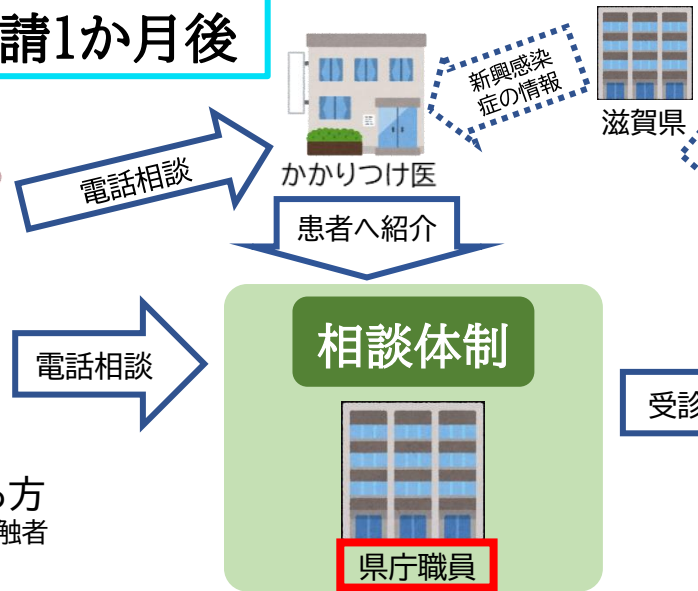 請1か月後
新興感染
症の情報
滋賀県
電話相談
かかりつけ医
患者へ紹介
相談体制
電話相談
受診
る方
触者
県庁職員